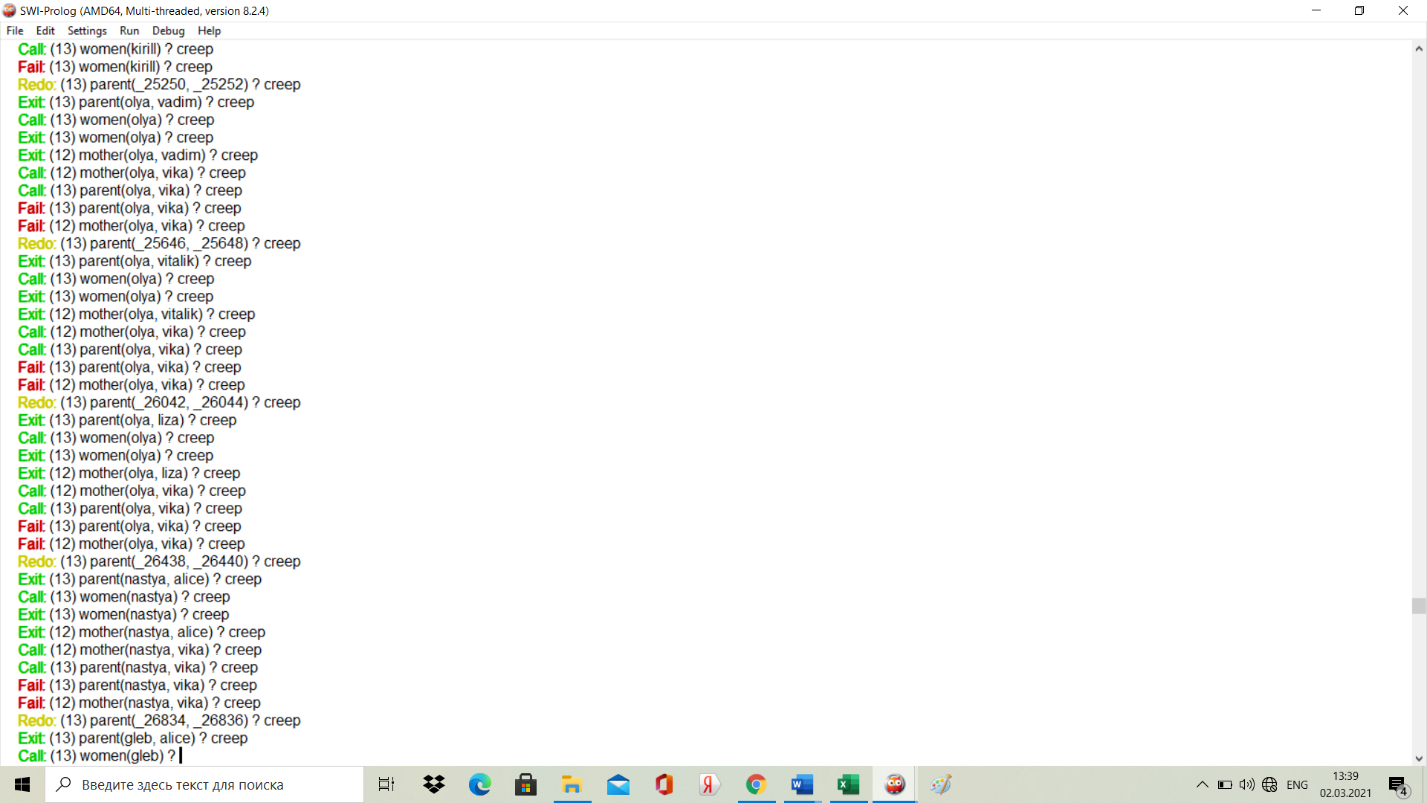 SWI-Prolog (AMD64, Multi-threaded, version 8.2.4)
File Edit Settings Run Debug Help
Call: (13) women(kirill) ? creep
Fail: (13) women(kirill) ? creep
Redo: (13) parent(_25250, _25252) ? creep
Exit: (13) parent(olya, vadim) ? creep
Call: (13) women(olya) ? creep
Exit: (13) women(olya) ? creep
Exit: (12) mother(olya, vadim) ? creep
Call: (12) mother(olya, vika) ? creep
Call: (13) parent(olya, vika) ? creep
Fail: (13) parent(olya, vika) ? creep
Fail: (12) mother(olya, vika) ? creep
Redo: (13) parent(_25646, _25648) ? creep
Exit: (13) parent(olya, vitalik) ? creep
Call: (13) women(olya) ? creep
Exit: (13) women(olya) ? creep
Exit: (12) mother(olya, vitalik) ? creep
Call: (12) mother(olya, vika) ? creep
Call: (13) parent(olya, vika) ? creep
Fail: (13) parent(olya, vika) ? creep
Fail: (12) mother(olya, vika) ? creep
Redo: (13) parent(_26042, _26044) ? creep
Exit: (13) parent(olya, liza) ? creep
Call: (13) women(olya) ? creep
Exit: (13) women(olya) ? creep
Exit: (12) mother(olya, liza) ? creep
Call: (12) mother(olya, vika) ? creep
Call: (13) parent(olya, vika) ? creep
Fail: (13) parent(olya, vika) ? creep
Fail: (12) mother(olya, vika) ? creep
Redo: (13) parent(_26438, _26440) ? creep
Exit: (13) parent(nastya, alice) ? creep
Call: (13) women(nastya) ? creep
Exit: (13) women(nastya) ? creep
Exit: (12) mother(nastya, alice) ? creep
Call: (12) mother(nastya, vika) ? creep
Call: (13) parent(nastya, vika) ? creep
Fail: (13) parent(nastya, vika) ? creep
Fail: (12) mother(nastya, vika) ? creep
Redo: (13) parent(_26834, _26836) ? creep
Exit: (13) parent(gleb, alice) ? creep
Call: (13) women(gleb) ?
Введите здесь текст для поиска
Я
ENG
13:39
02.03.2021
4